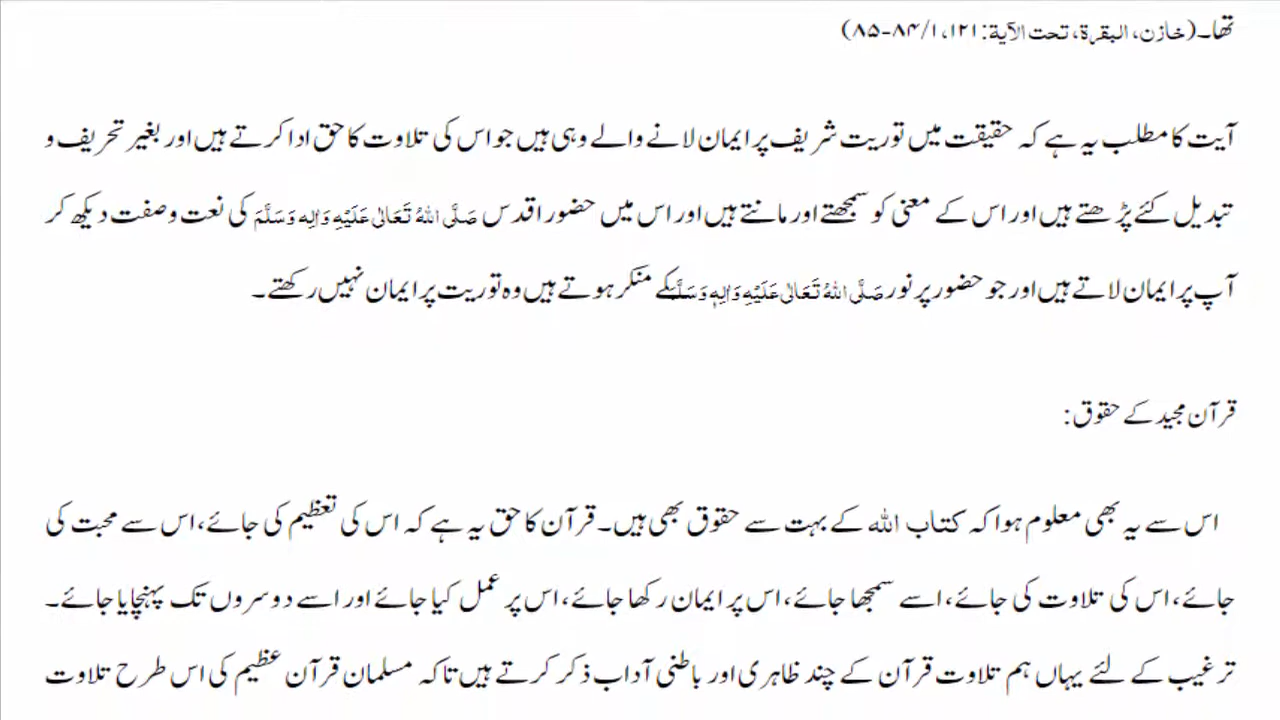 تھا۔(خازن، البقرۃ، تحت الآیۃ: ۱۲۱، ۱/۸۴-۸۵)
آیت کا مطلب یہ ہے کہ حقیقت میں توریت شریف پر ایمان لانے والے وہی ہیں جو اس کی تلاوت کا حق ادا کرتے ہیں اور بغیر تحریف و
تبدیل کئے پڑھتے ہیں اور اس کے معنی کو سمجھتے اور مانتے ہیں اور اس میں حضور اقدس صَلَّی اللہُ تَعَالٰی عَلَیْہِ وَاٰلِہٖ وَسَلَّمَ کی نعت و صفت دیکھ کر
آپ پر ایمان لاتے ہیں اور جو حضور پر نور صَلَّی اللہُ تَعَالٰی عَلَیْہِ وَاٰلِہٖ وَسَلَّمَ کے منکر ہوتے ہیں وہ توریت پر ایمان نہیں رکھتے۔
قرآن مجید کے حقوق:
اس سے یہ بھی معلوم ہوا کہ کتاب اللہ کے بہت سے حقوق بھی ہیں۔ قرآن کا حق یہ ہے کہ اس کی تعظیم کی جائے، اس سے محبت کی
جائے، اس کی تلاوت کی جائے، اسے سمجھا جائے، اس پر ایمان رکھا جائے، اس پر عمل کیا جائے اور اسے دوسروں تک پہنچایا جائے۔
ترغیب کے لئے یہاں ہم تلاوت قرآن کے چند ظاہری اور باطنی آداب ذکر کرتے ہیں تاکہ مسلمان قرآن عظیم کی اس طرح تلاوت